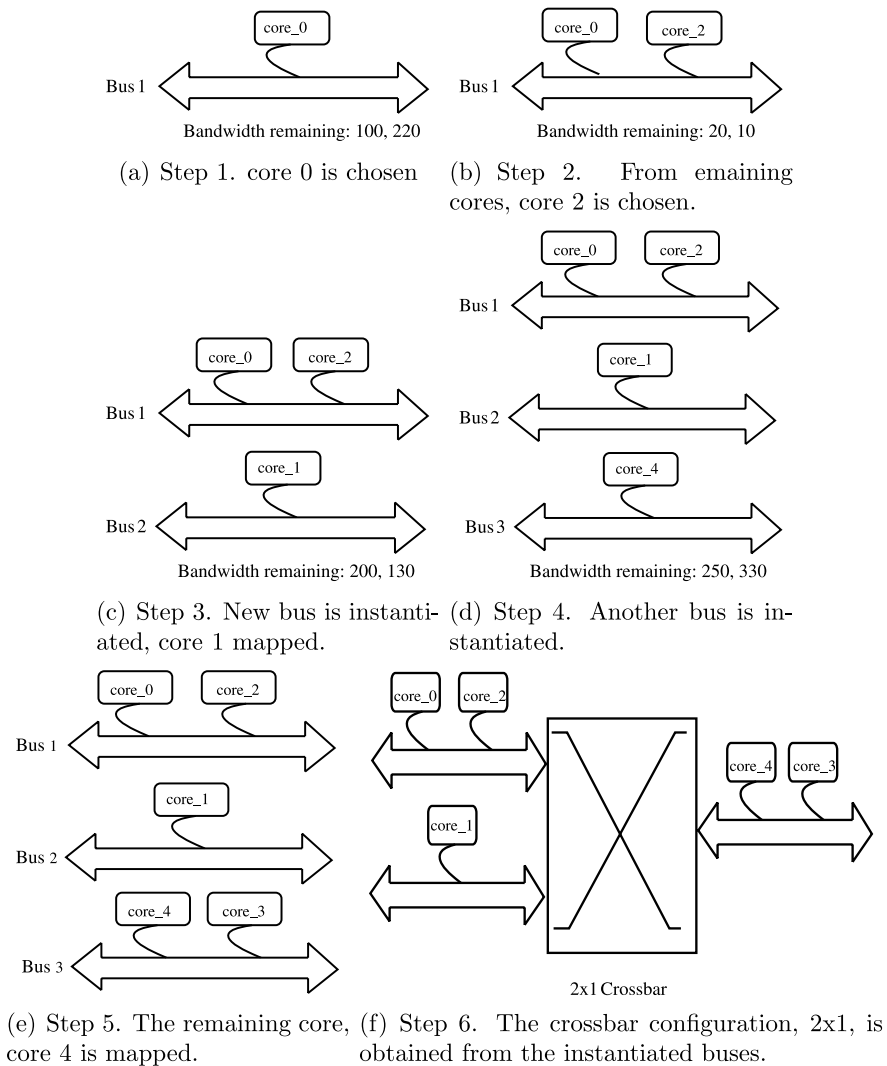 core_0
Bus 1
Bandwidth remaining: 100, 220
(a) Step 1. core 0 is chosen
core_0
core_2
Bus 1
Bandwidth remaining: 20, 10
(b) Step 2. From emaining
cores, core 2 is chosen.
core_0
core_2
Bus 1
core_1
Bus 2
Bandwidth remaining: 200, 130
(c) Step 3. New bus is instanti-
ated, core 1 mapped.
core_0
core_2
Bus 1
core_1
Bus 2
core_4
Bus 3
Bandwidth remaining: 250, 330
(d) Step 4. Another bus is in-
stantiated.
core_0
core_2
Bus 1
core_1
Bus 2
core_4
core_3
Bus 3
(e) Step 5. The remaining core,
core 4 is mapped.
core_0
core_2
core_1
core_4
core_3
2x1 Crossbar
(f) Step 6. The crossbar configuration, 2x1, is
obtained from the instantiated buses.